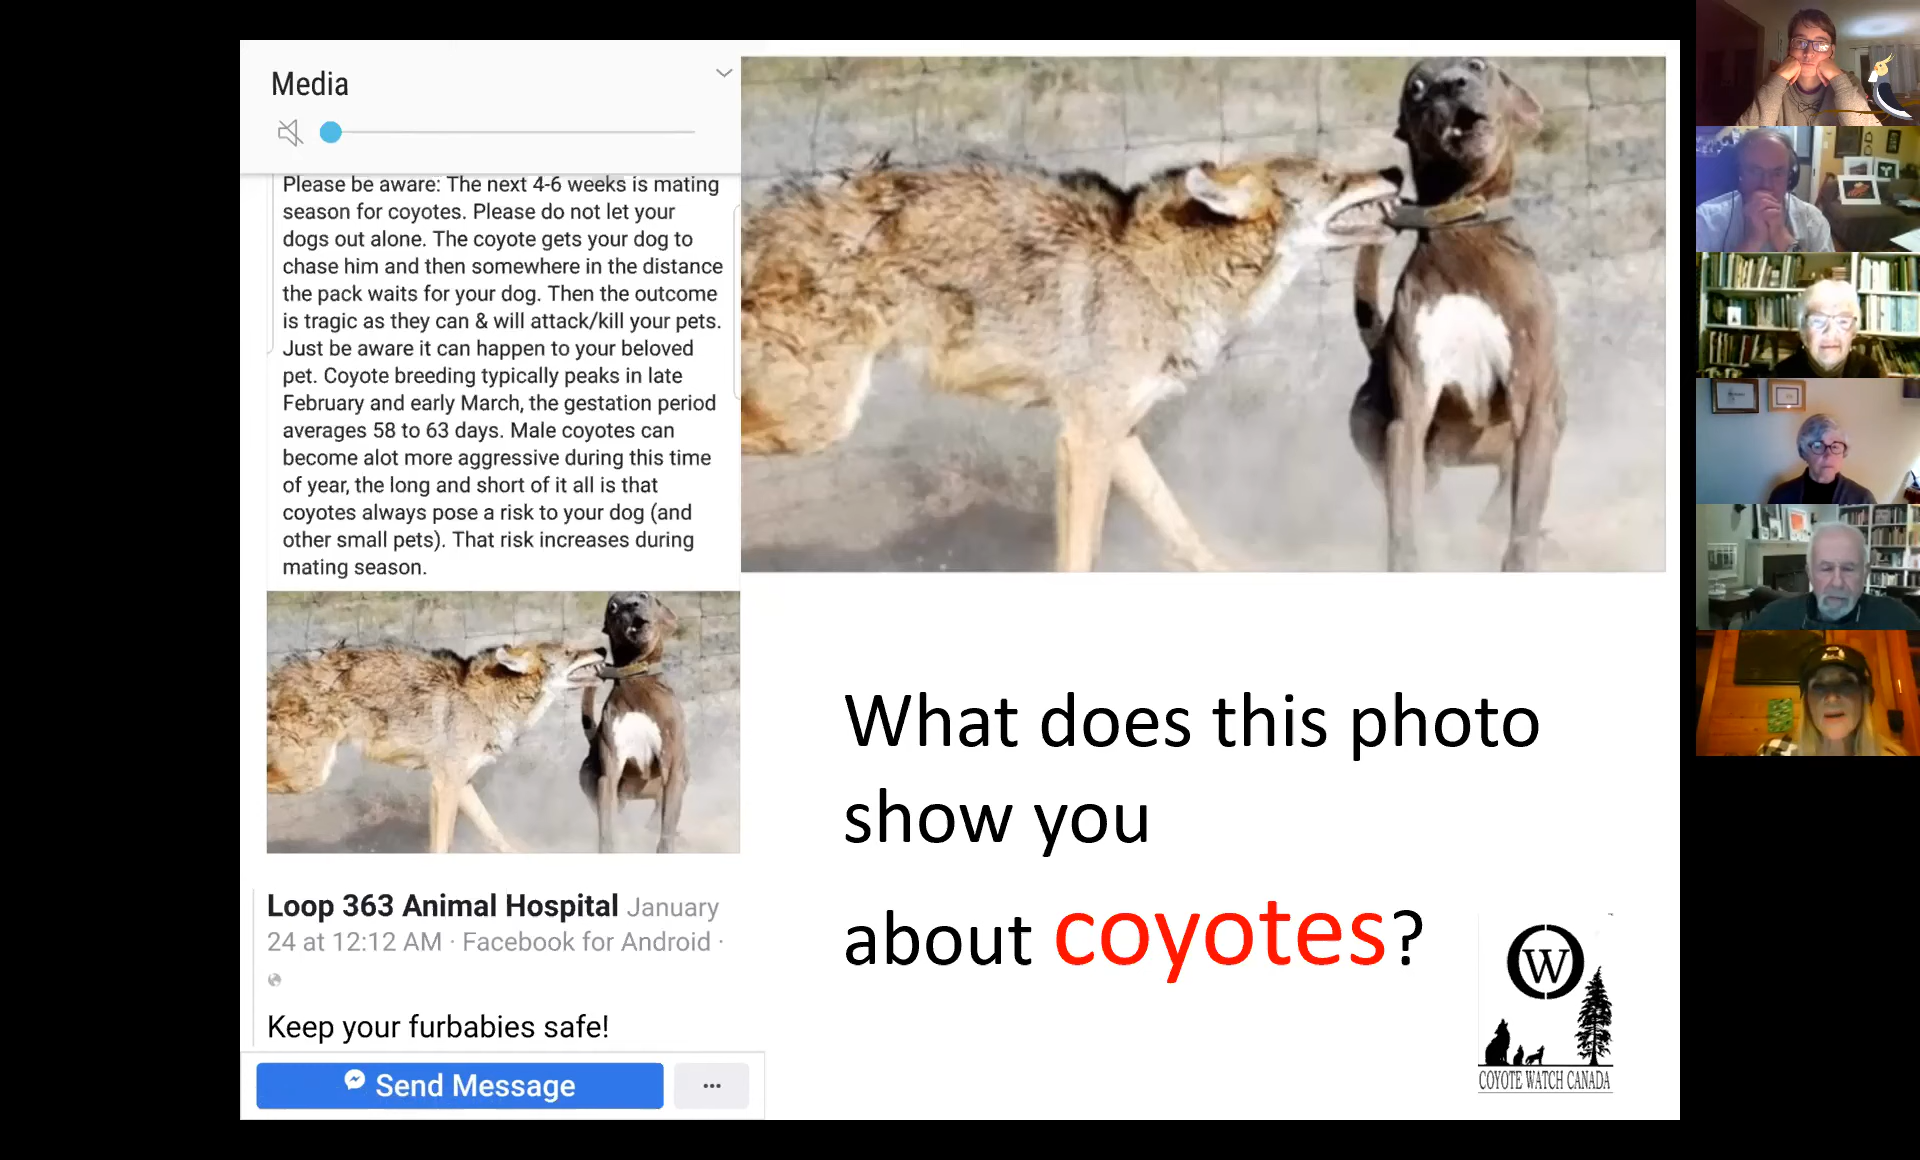 Media
Please be aware: The next 4-6 weeks is mating
season for coyotes. Please do not let your
dogs out alone. The coyote gets your dog to
chase him and then somewhere in the distance
the pack waits for your dog. Then the outcome
is tragic as they can & will attack/kill your pets.
Just be aware it can happen to your beloved
pet. Coyote breeding typically peaks in late
February and early March, the gestation period
averages 58 to 63 days. Male coyotes can
become alot more aggressive during this time
of year, the long and short of it all is that
coyotes always pose a risk to your dog (and
other small pets). That risk increases during
mating season.
Loop 363 Animal Hospital January
24 at 12:12 AM · Facebook for Android ·
Keep your furbabies safe!
Send Message
What does this photo
show you
about coyotes?
CW
COYOTE WATCH CANADA